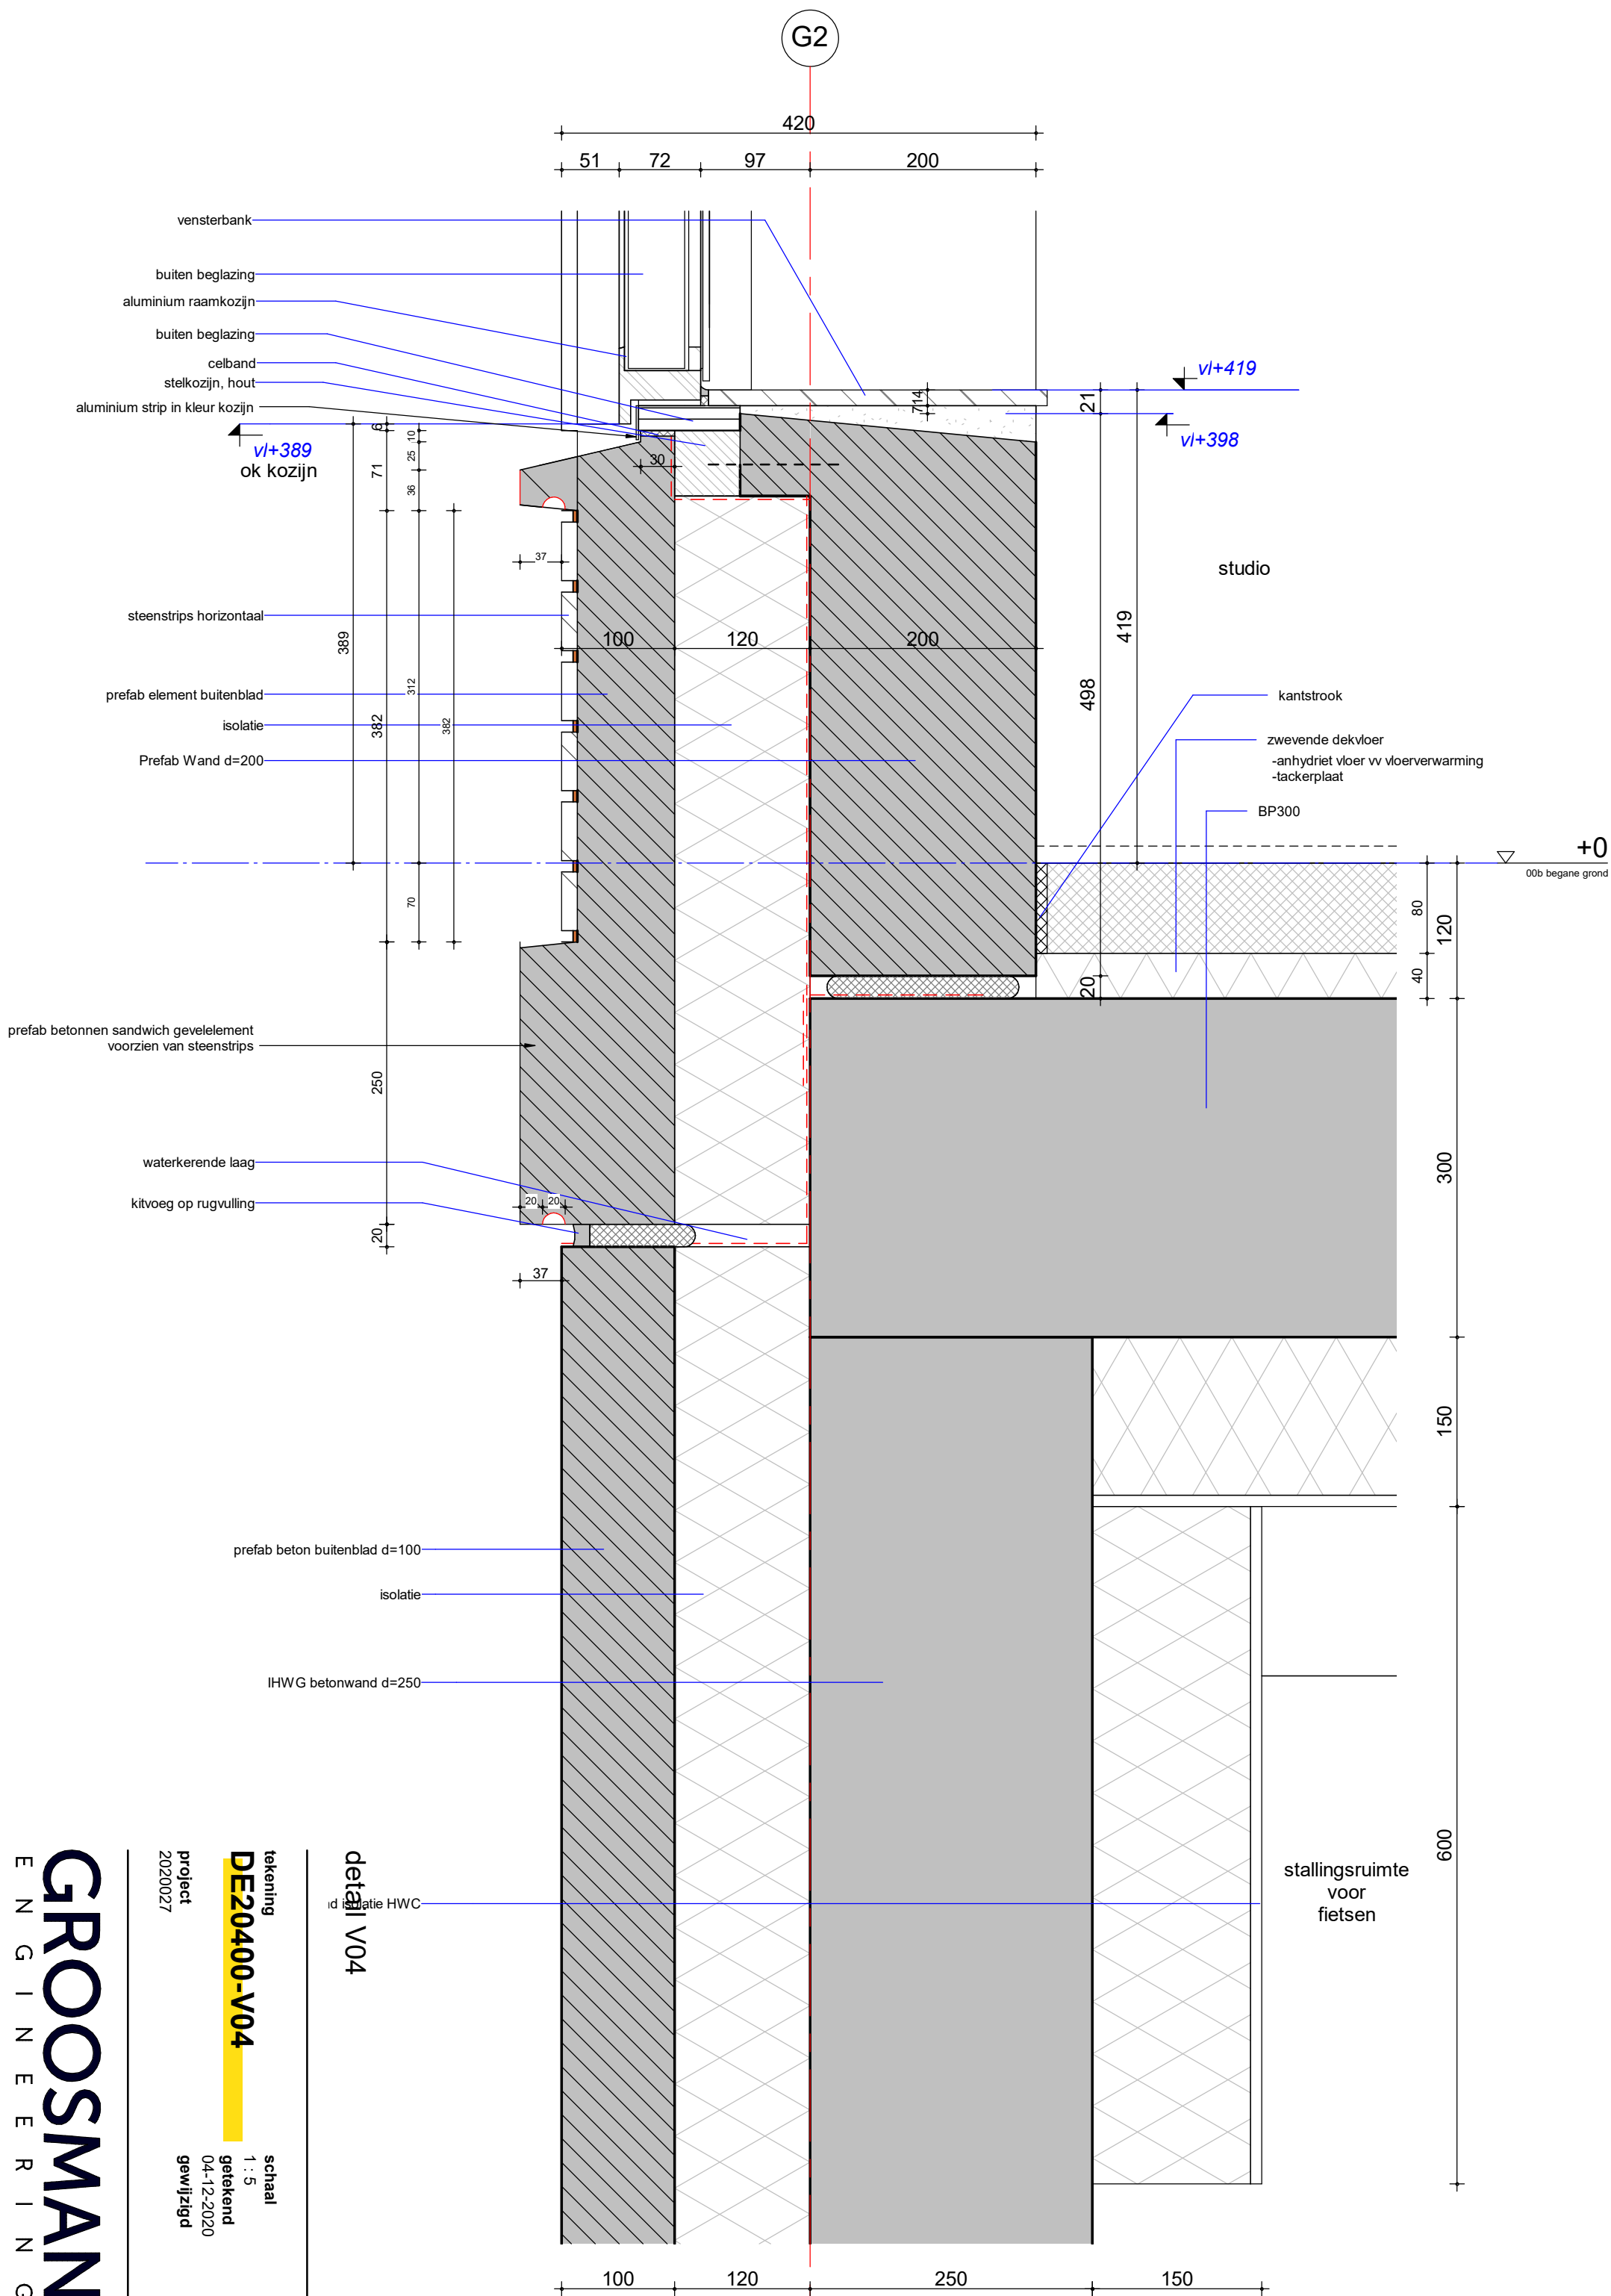 G2
420
51 72 97 200
vensterbank
buiten beglazing
aluminium raamkozijn
buiten beglazing
celband
stelkozijn, hout
aluminium strip in kleur kozijn
vl+419
vl+398
vl+389
ok kozijn
14
7
21
6
10
25
71
36
30
37
studio
steenstrips horizontaal
100 120 200
389
312
382
382
419
498
prefab element buitenblad
isolatie
Prefab Wand d=200
kantstrook
zwevende dekvloer
-anhydriet vloer vv vloerverwarming
-tackerplaat
BP300
+0
00b begane grond
70
80
120
40
20
prefab betonnen sandwich gevelelement
voorzien van steenstrips
250
300
waterkerende laag
kitvoeg op rugvulling
20 20
20
37
150
prefab beton buitenblad d=100
isolatie
IHWG betonwand d=250
600
stallingsruimte
voor
fietsen
isolatie HWC
detail V04
tekening
DE20400-V04
project
2020027
schaal
1 : 5
getekend
04-12-2020
gewijzigd
GROOSMAN
ENGINEERING
100 120 250 150